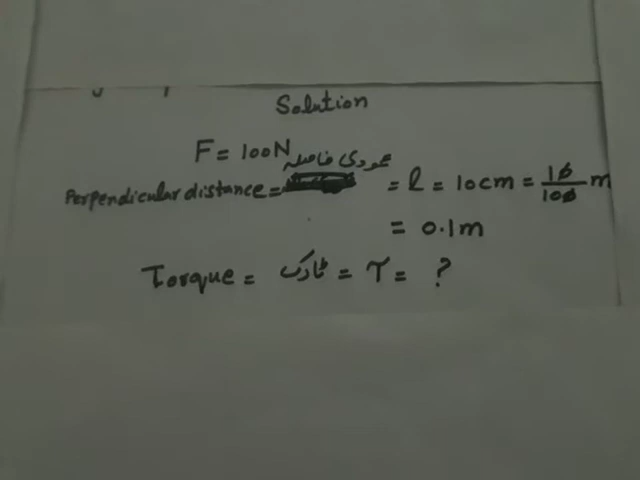 Solution
F = 100N
Perpendicular distance = عمودی فاصلہ = l = 10cm = 10/100 m
= 0.1m
Torque = ٹارک = τ = ?